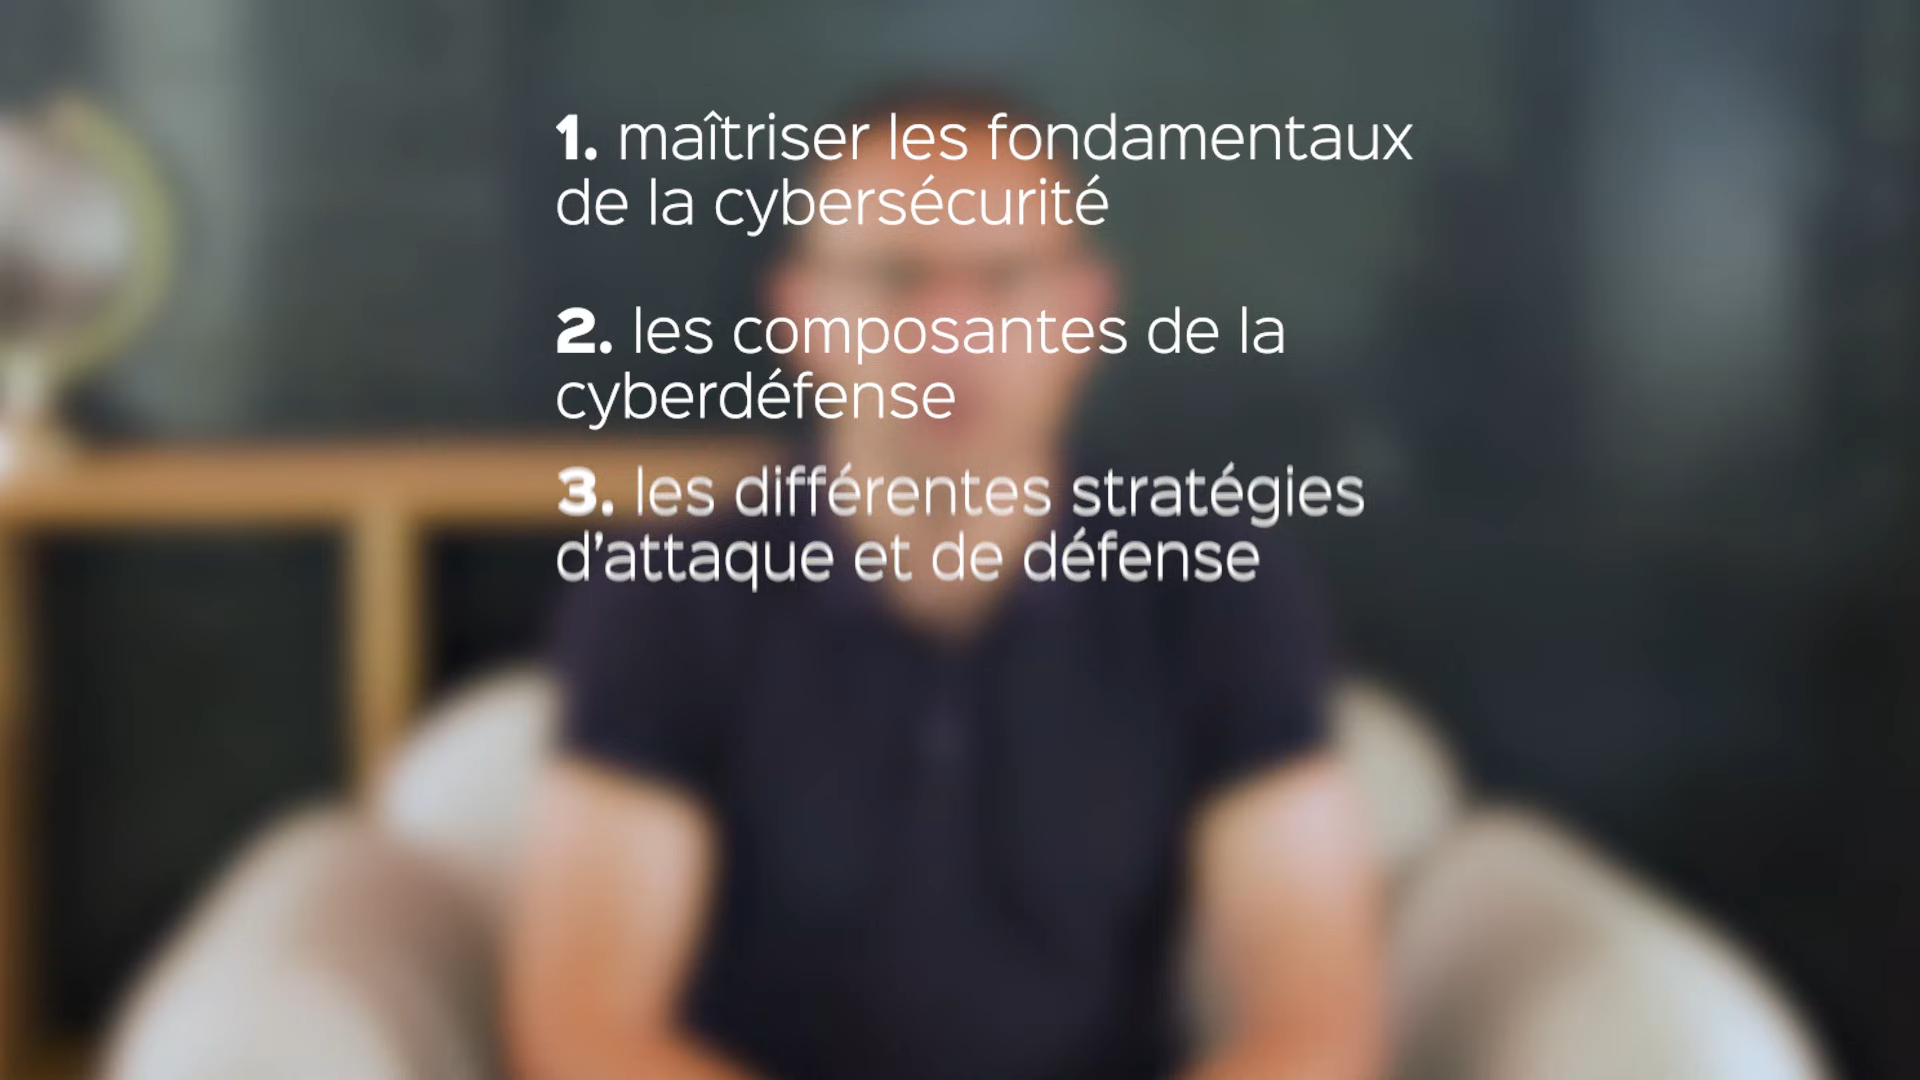 1. maîtriser les fondamentaux
de la cybersécurité
2. les composantes de la
cyberdéfense
3. les différentes stratégies
d'attaque et de défense